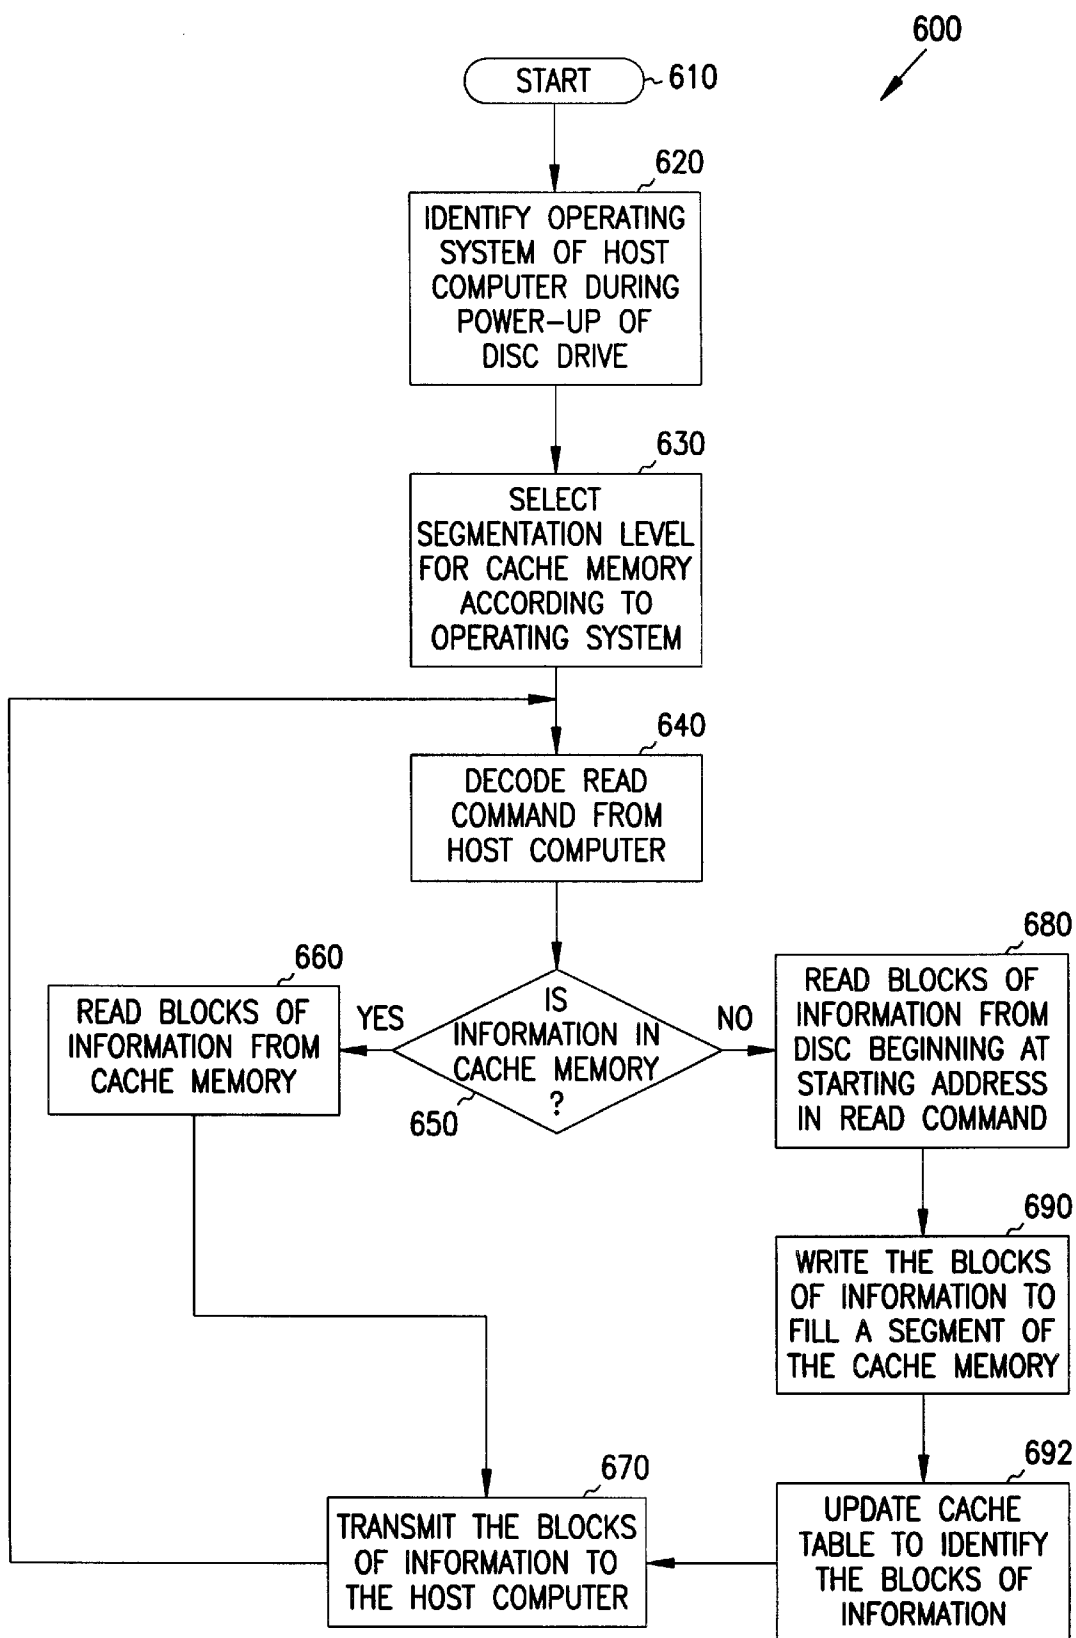 600
START
610
620
IDENTIFY OPERATING
SYSTEM OF HOST
COMPUTER DURING
POWER-UP OF
DISC DRIVE
630
SELECT
SEGMENTATION LEVEL
FOR CACHE MEMORY
ACCORDING TO
OPERATING SYSTEM
640
DECODE READ
COMMAND FROM
HOST COMPUTER
660
READ BLOCKS OF
INFORMATION FROM
CACHE MEMORY
YES
IS
INFORMATION IN
CACHE MEMORY
?
650
NO
680
READ BLOCKS OF
INFORMATION FROM
DISC BEGINNING AT
STARTING ADDRESS
IN READ COMMAND
690
WRITE THE BLOCKS
OF INFORMATION TO
FILL A SEGMENT OF
THE CACHE MEMORY
670
TRANSMIT THE BLOCKS
OF INFORMATION TO
THE HOST COMPUTER
692
UPDATE CACHE
TABLE TO IDENTIFY
THE BLOCKS OF
INFORMATION